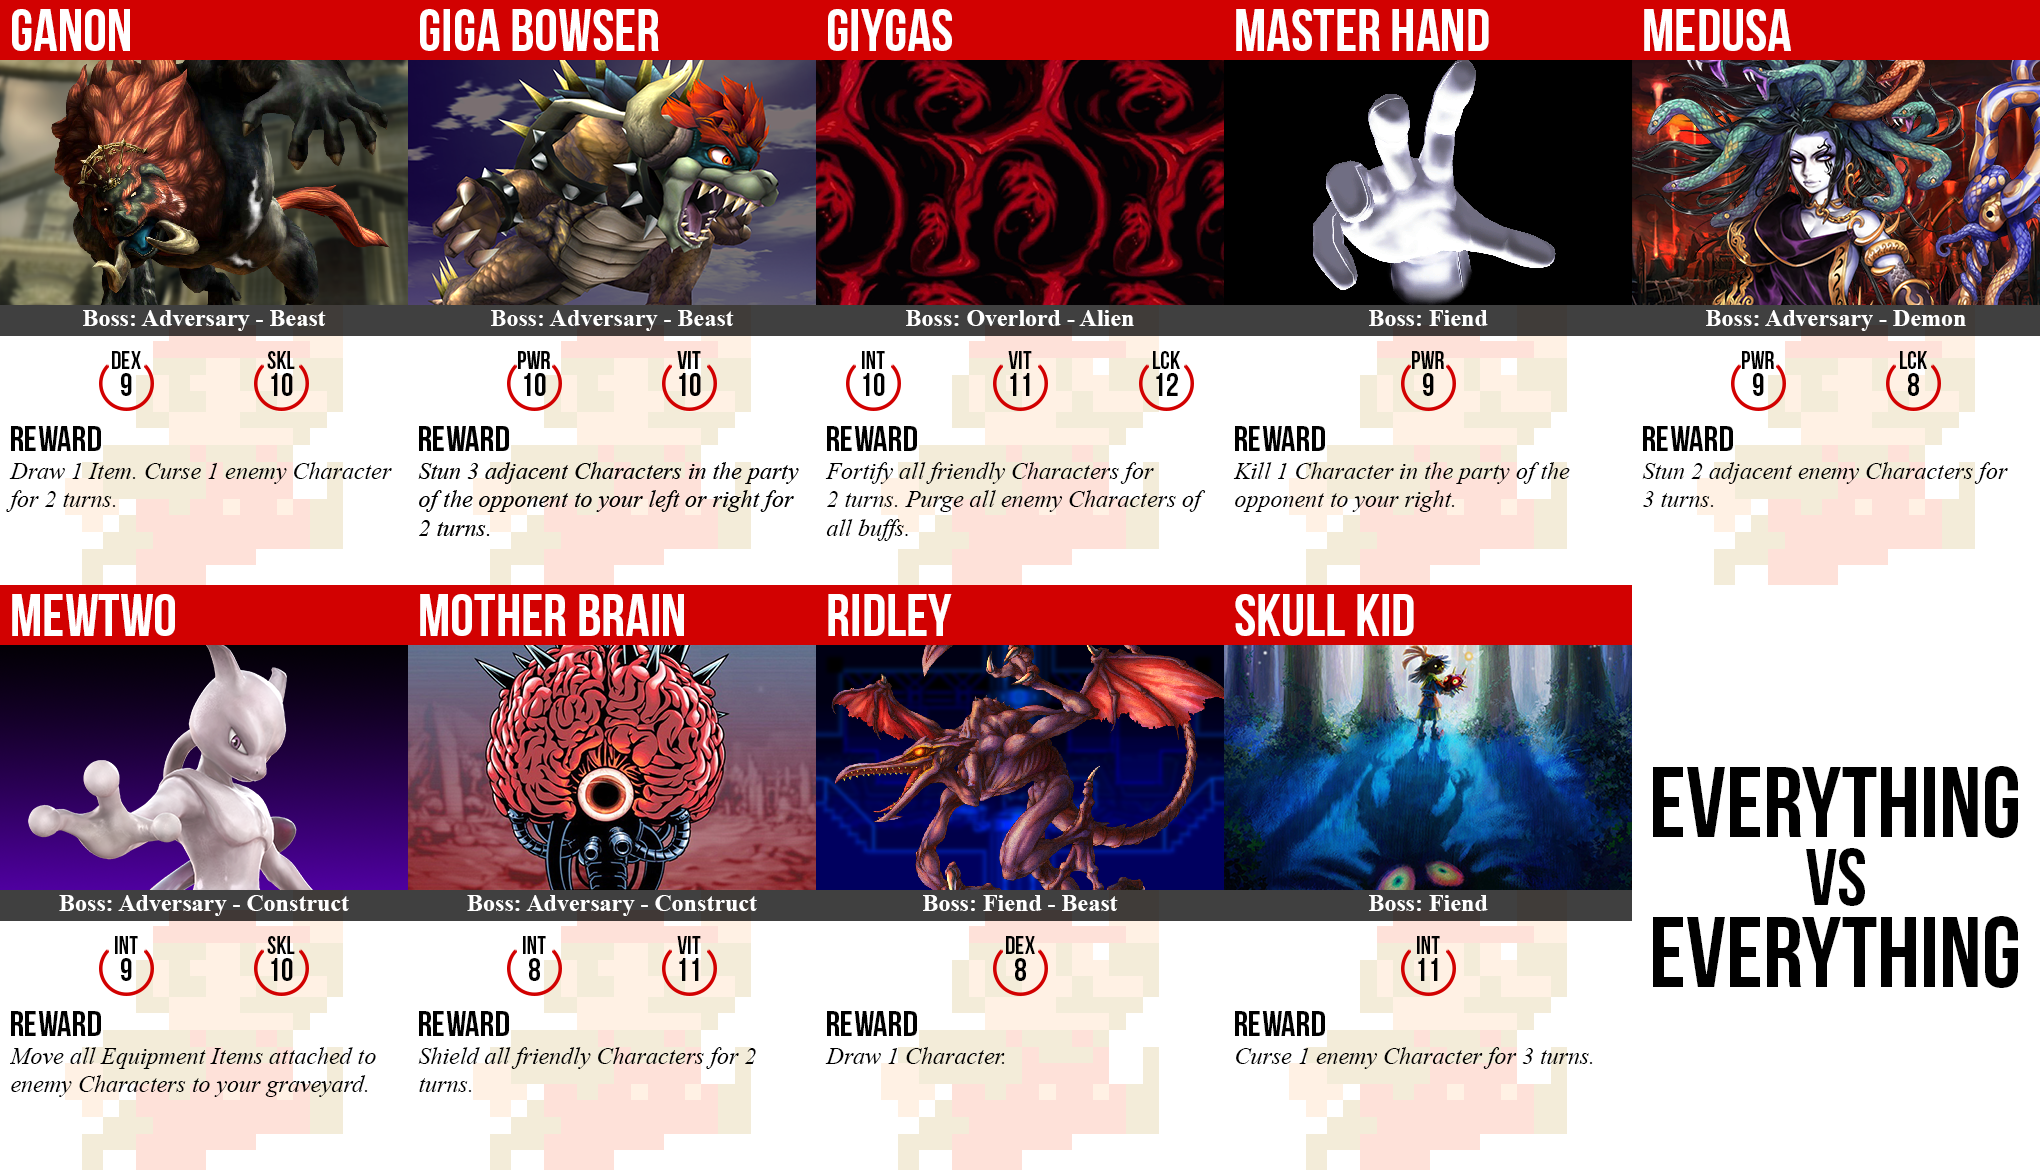 GANON
Boss: Adversary - Beast
DEX
9
SKL
10
REWARD
Draw 1 Item. Curse 1 enemy Character
for 2 turns.
GIGA BOWSER
Boss: Adversary - Beast
PWR
10
VIT
10
REWARD
Stun 3 adjacent Characters in the party
of the opponent to your left or right for
2 turns.
GIYGAS
Boss: Overlord - Alien
INT
10
VIT
11
LCK
12
REWARD
Fortify all friendly Characters for
2 turns. Purge all enemy Characters of
all buffs.
MASTER HAND
Boss: Fiend
PWR
9
REWARD
Kill 1 Character in the party of the
opponent to your right.
MEDUSA
Boss: Adversary - Demon
PWR
9
LCK
8
REWARD
Stun 2 adjacent enemy Characters for
3 turns.
MEWTWO
Boss: Adversary - Construct
INT
9
SKL
10
REWARD
Move all Equipment Items attached to
enemy Characters to your graveyard.
MOTHER BRAIN
Boss: Adversary - Construct
INT
8
VIT
11
REWARD
Shield all friendly Characters for 2
turns.
RIDLEY
Boss: Fiend - Beast
DEX
8
REWARD
Draw 1 Character.
SKULL KID
Boss: Fiend
INT
11
REWARD
Curse 1 enemy Character for 3 turns.
EVERYTHING
VS
EVERYTHING